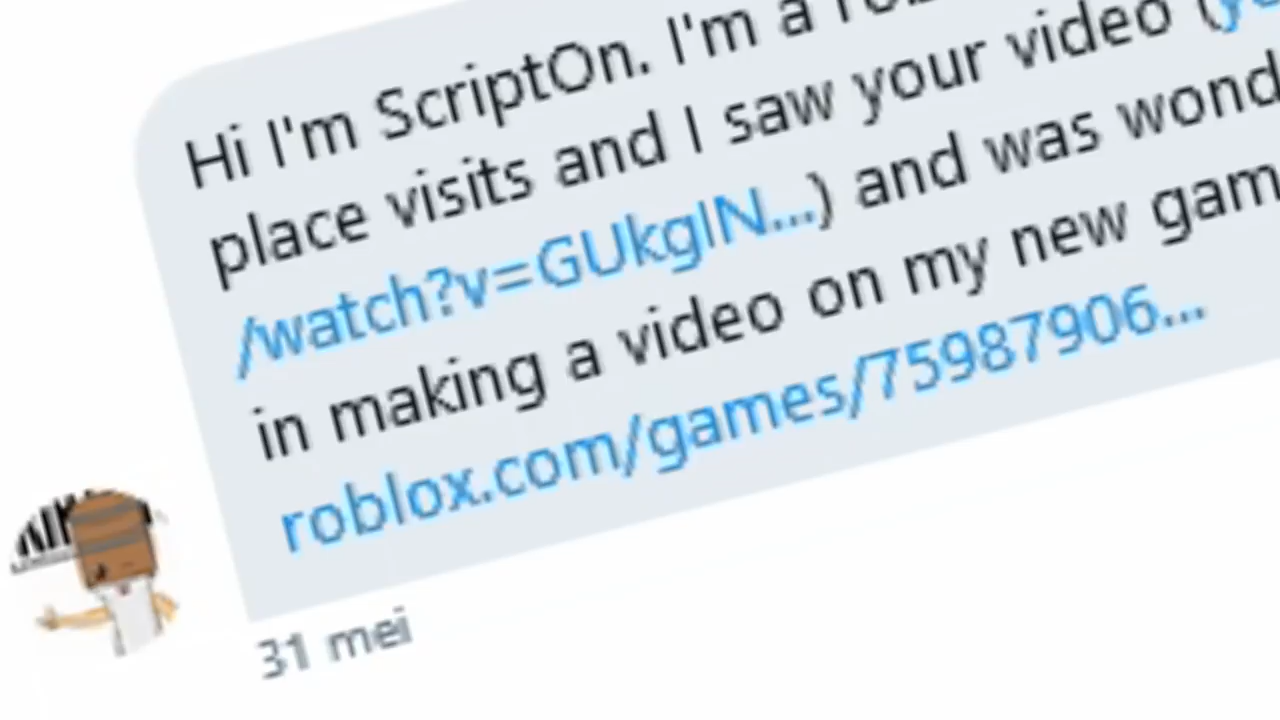 Hi I'm ScriptOn. I'm a
place visits and I saw your video (
/watch?v=GUkgIN...) and was
in making a video on my new
roblox.com/games/75987906...
31 mei